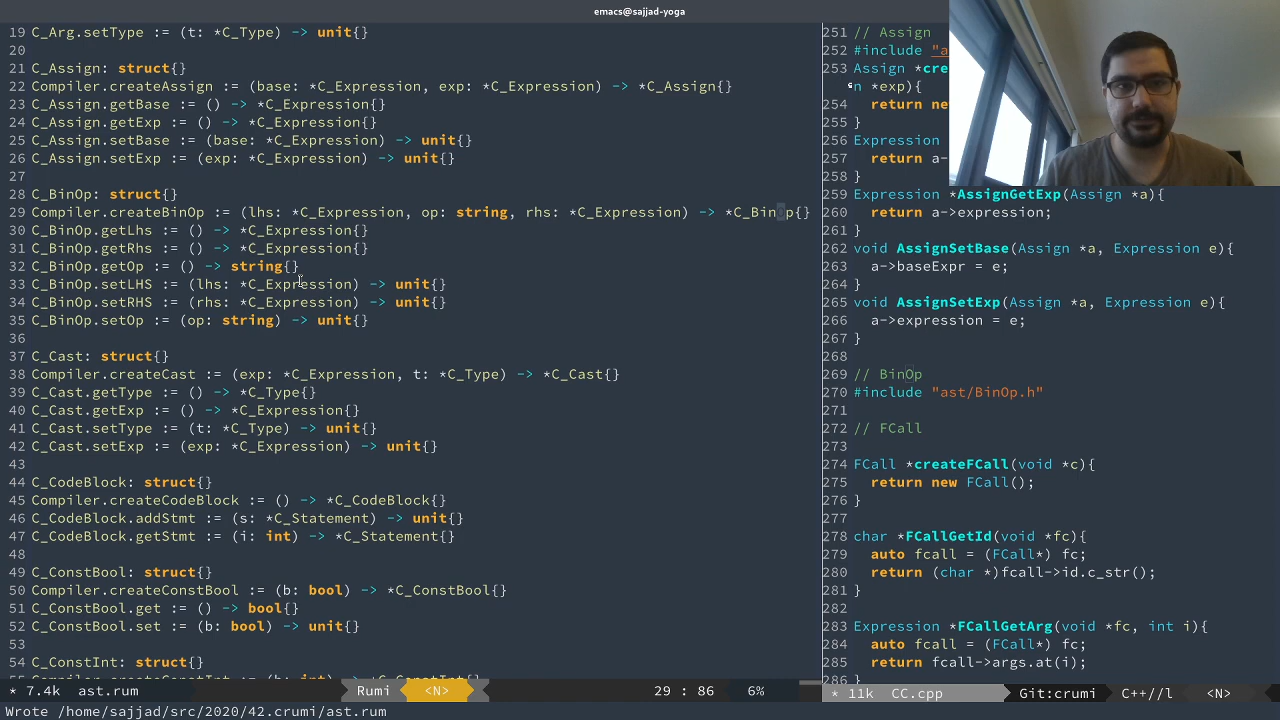 emacs@sajjad-yoga
19 C_Arg.setType := (t: *C_Type) -> unit{}
20
21 C_Assign: struct{}
22 Compiler.createAssign := (base: *C_Expression, exp: *C_Expression) -> *C_Assign{}
23 C_Assign.getBase := () -> *C_Expression{}
24 C_Assign.getExp := () -> *C_Expression{}
25 C_Assign.setBase := (base: *C_Expression) -> unit{}
26 C_Assign.setExp := (exp: *C_Expression) -> unit{}
27
28 C_BinOp: struct{}
29 Compiler.createBinOp := (lhs: *C_Expression, op: string, rhs: *C_Expression) -> *C_BinOp{}
30 C_BinOp.getLhs := () -> *C_Expression{}
31 C_BinOp.getRhs := () -> *C_Expression{}
32 C_BinOp.getOp := () -> string{}
33 C_BinOp.setLHS := (lhs: *C_Expression) -> unit{}
34 C_BinOp.setRHS := (rhs: *C_Expression) -> unit{}
35 C_BinOp.setOp := (op: string) -> unit{}
36
37 C_Cast: struct{}
38 Compiler.createCast := (exp: *C_Expression, t: *C_Type) -> *C_Cast{}
39 C_Cast.getType := () -> *C_Type{}
40 C_Cast.getExp := () -> *C_Expression{}
41 C_Cast.setType := (t: *C_Type) -> unit{}
42 C_Cast.setExp := (exp: *C_Expression) -> unit{}
43
44 C_CodeBlock: struct{}
45 Compiler.createCodeBlock := () -> *C_CodeBlock{}
46 C_CodeBlock.addStmt := (s: *C_Statement) -> unit{}
47 C_CodeBlock.getStmt := (i: int) -> *C_Statement{}
48
49 C_ConstBool: struct{}
50 Compiler.createConstBool := (b: bool) -> *C_ConstBool{}
51 C_ConstBool.get := () -> bool{}
52 C_ConstBool.set := (b: bool) -> unit{}
53
54 C_ConstInt: struct{}
55 Compiler.createConstInt := (b: int) -> *C_ConstInt{}
* 7.4k ast.rum Rumi <N> 29 : 86 6%
251 // Assign
252 #include "a
253 Assign *cre
n *exp){
254 return new
255 }
256 Expression
257 return a-
258 }
259 Expression *AssignGetExp(Assign *a){
260 return a->expression;
261 }
262 void AssignSetBase(Assign *a, Expression e){
263 a->baseExpr = e;
264 }
265 void AssignSetExp(Assign *a, Expression e){
266 a->expression = e;
267 }
268
269 // BinOp
270 #include "ast/BinOp.h"
271
272 // FCall
273
274 FCall *createFCall(void *c){
275 return new FCall();
276 }
277
278 char *FCallGetId(void *fc){
279 auto fcall = (FCall*) fc;
280 return (char *)fcall->id.c_str();
281 }
282
283 Expression *FCallGetArg(void *fc, int i){
284 auto fcall = (FCall*) fc;
285 return fcall->args.at(i);
286 }
* 11k CC.cpp Git:crumi C++//l <N>
Wrote /home/sajjad/src/2020/42.crumi/ast.rum